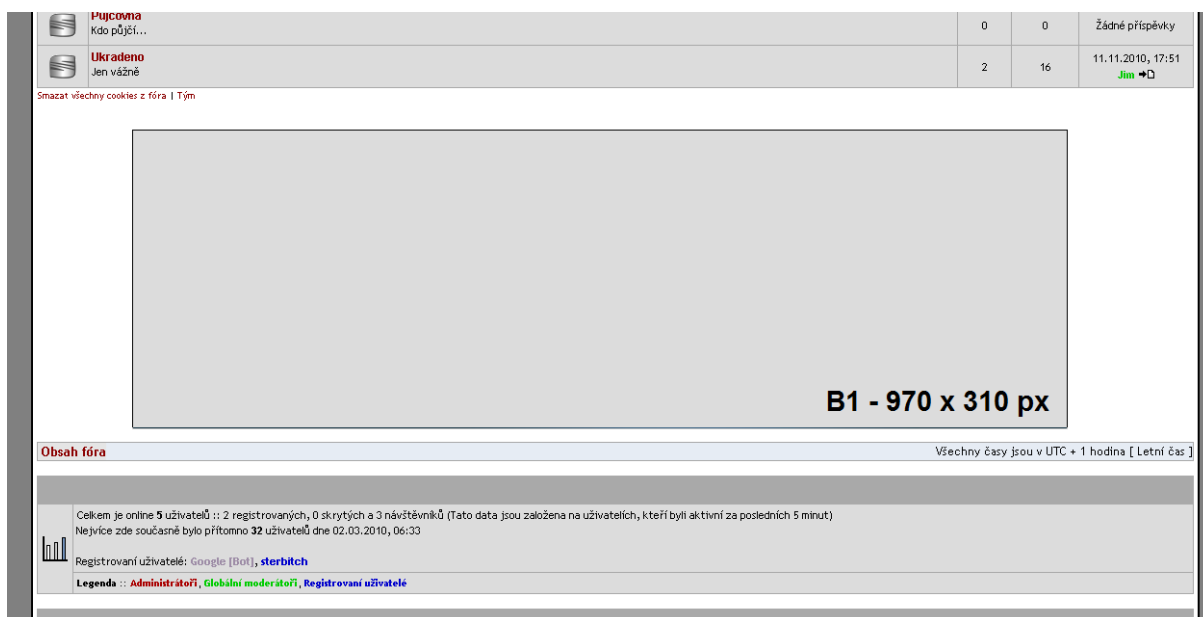 Půjčovna
Kdo půjčí...
0
0
Žádné příspěvky
Ukradeno
Jen vážně
2
16
11.11.2010, 17:51
Jim
Smazat všechny cookies z fóra | Tým
B1 - 970 x 310 px
Obsah fóra
Všechny časy jsou v UTC + 1 hodina [ Letní čas ]
Celkem je online 5 uživatelů :: 2 registrovaných, 0 skrytých a 3 návštěvníků (Tato data jsou založena na uživatelích, kteří byli aktivní za posledních 5 minut)
Nejvíce zde současně bylo přítomno 32 uživatelů dne 02.03.2010, 06:33
Registrovaní uživatelé: Google [Bot], sterbitch
Legenda :: Administrátoři, Globální moderátoři, Registrovaní uživatelé